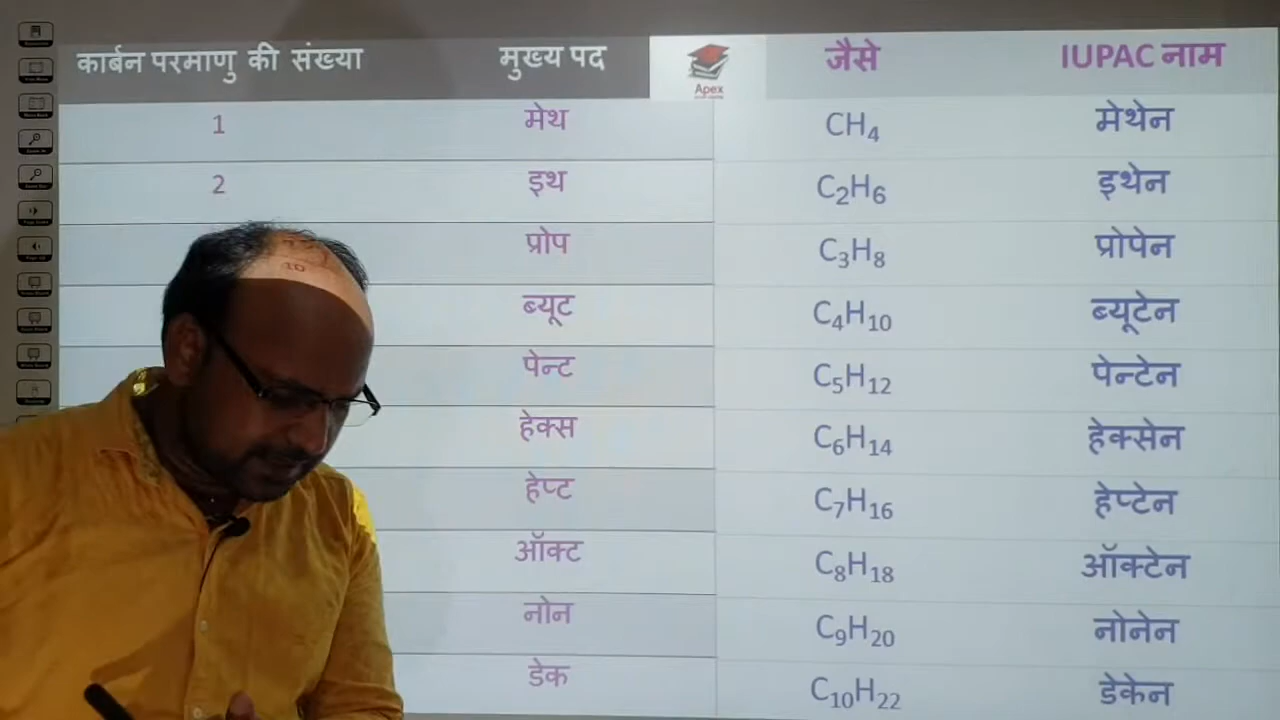 कार्बन परमाणु की संख्या मुख्य पद Apex जैसे IUPAC नाम
1 मेथ CH₄ मेथेन
2 इथ C₂H₆ इथेन
प्रोप C₃H₈ प्रोपेन
ब्यूट C₄H₁₀ ब्यूटेन
पेन्ट C₅H₁₂ पेन्टेन
हेक्स C₆H₁₄ हेक्सेन
हेप्ट C₇H₁₆ हेप्टेन
ऑक्ट C₈H₁₈ ऑक्टेन
नोन C₉H₂₀ नोनेन
डेक C₁₀H₂₂ डेकेन
10